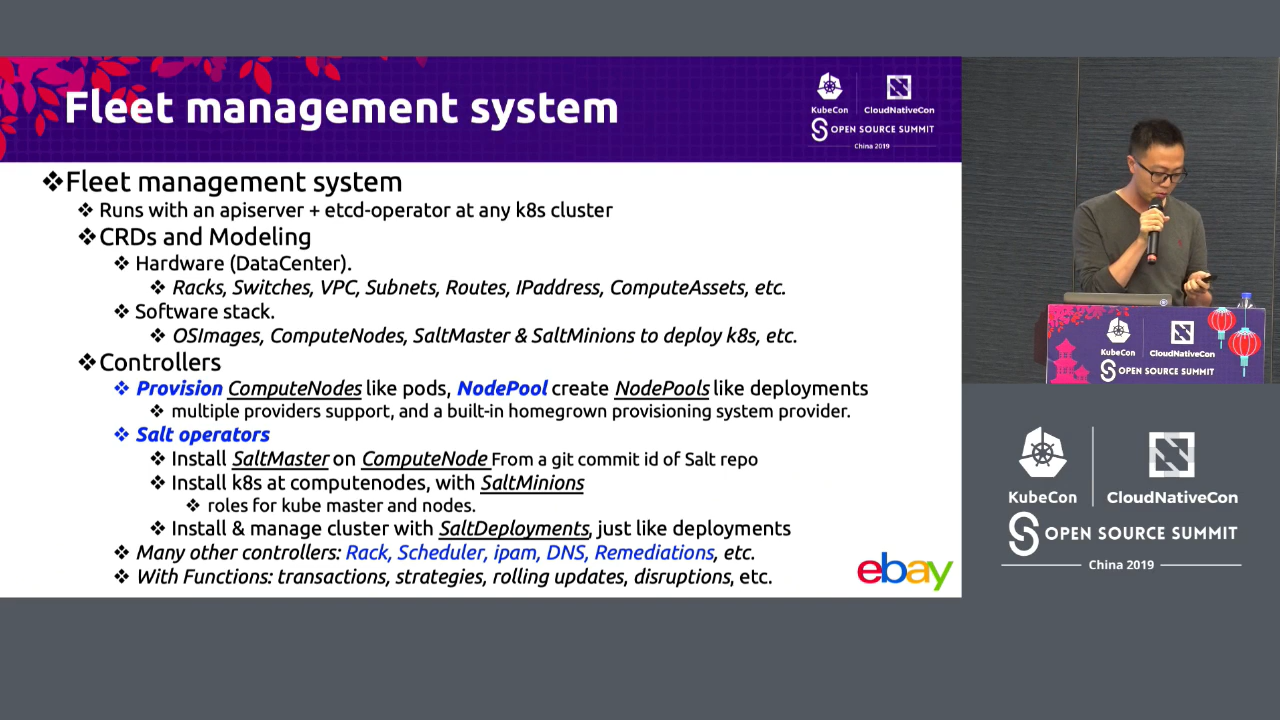 Fleet management system
KubeCon
CloudNativeCon
OPEN SOURCE SUMMIT
China 2019
❖Fleet management system
❖ Runs with an apiserver + etcd-operator at any k8s cluster
❖CRDs and Modeling
❖ Hardware (DataCenter).
❖ Racks, Switches, VPC, Subnets, Routes, IPaddress, ComputeAssets, etc.
❖ Software stack.
❖ OSImages, ComputeNodes, SaltMaster & SaltMinions to deploy k8s, etc.
❖Controllers
❖ Provision ComputeNodes like pods, NodePool create NodePools like deployments
❖ multiple providers support, and a built-in homegrown provisioning system provider.
❖ Salt operators
❖ Install SaltMaster on ComputeNode From a git commit id of Salt repo
❖ Install k8s at computenodes, with SaltMinions
❖ roles for kube master and nodes.
❖ Install & manage cluster with SaltDeployments, just like deployments
❖ Many other controllers: Rack, Scheduler, ipam, DNS, Remediations, etc.
❖ With Functions: transactions, strategies, rolling updates, disruptions, etc.
ebay
KubeCon
CloudNativeCon
OPEN SOURCE SUMMIT
KubeCon
CloudNativeCon
OPEN SOURCE SUMMIT
China 2019